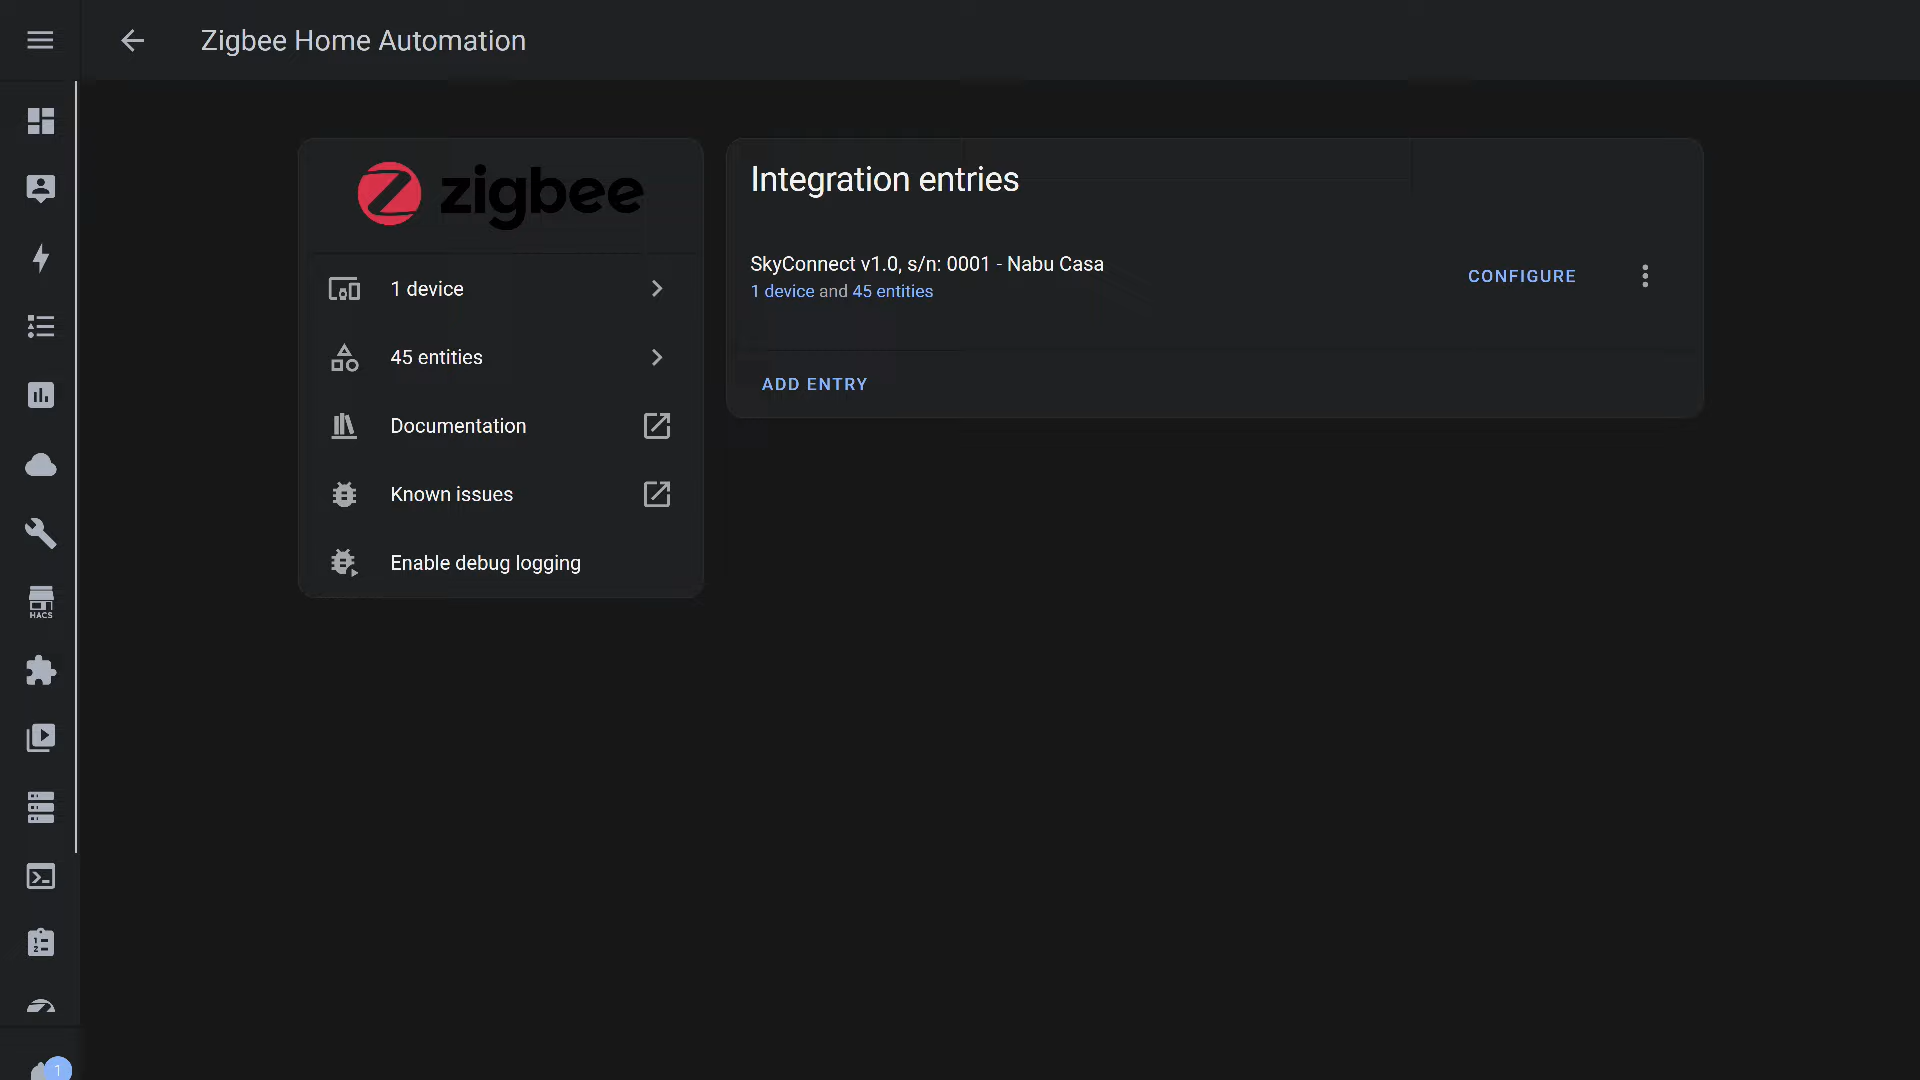 Zigbee Home Automation
zigbee
1 device
45 entities
Documentation
Known issues
Enable debug logging
Integration entries
SkyConnect v1.0, s/n: 0001 - Nabu Casa
1 device and 45 entities
CONFIGURE
ADD ENTRY
HACS
1